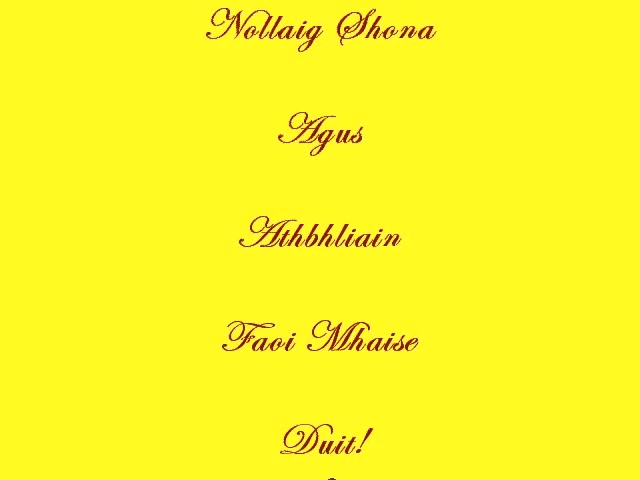 Nollaig Shona
Agus
Athbhliain
Faoi Mhaise
Duit!